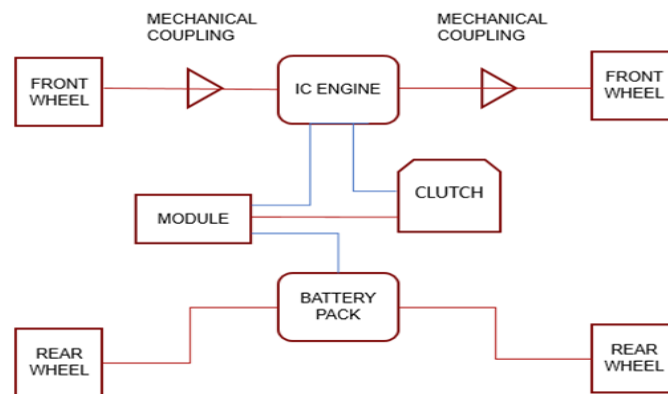 MECHANICAL
COUPLING
MECHANICAL
COUPLING
FRONT
WHEEL
IC ENGINE
FRONT
WHEEL
CLUTCH
MODULE
BATTERY
PACK
REAR
WHEEL
REAR
WHEEL